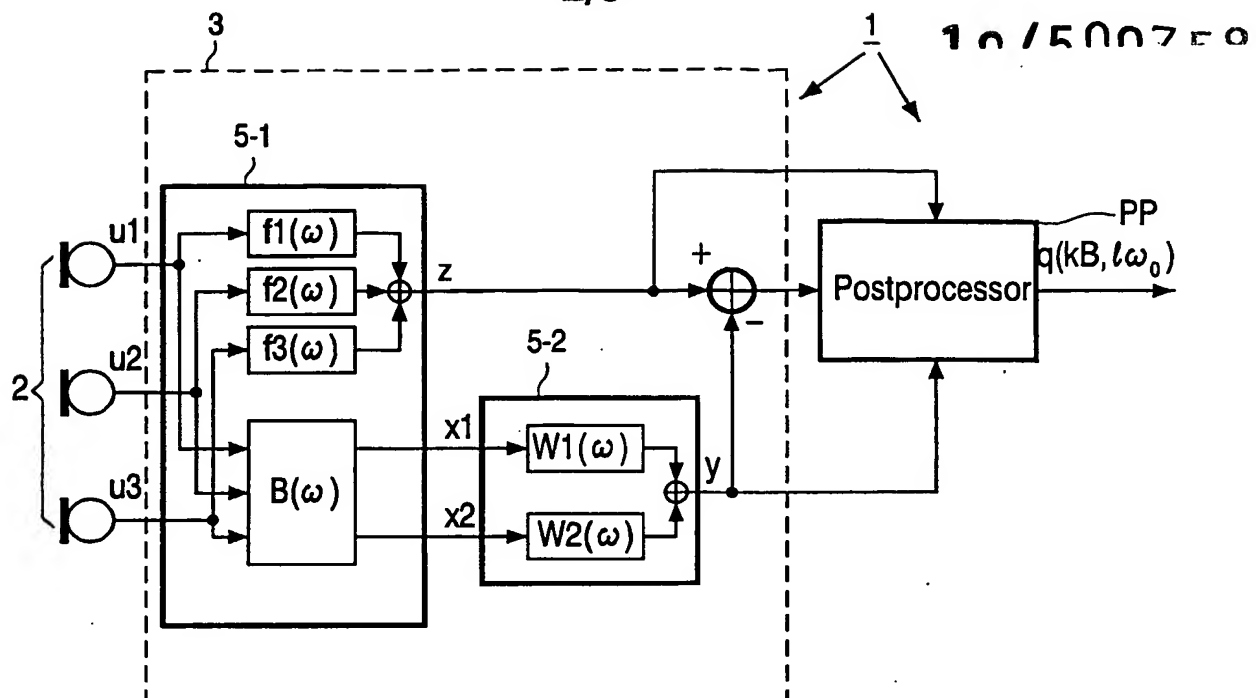 3
1
5-1
PP
u1
f1(ω)
+
q(kB, ℓω₀)
z
f2(ω)
Postprocessor
−
f3(ω)
5-2
2
u2
x1
W1(ω)
y
B(ω)
u3
x2
W2(ω)